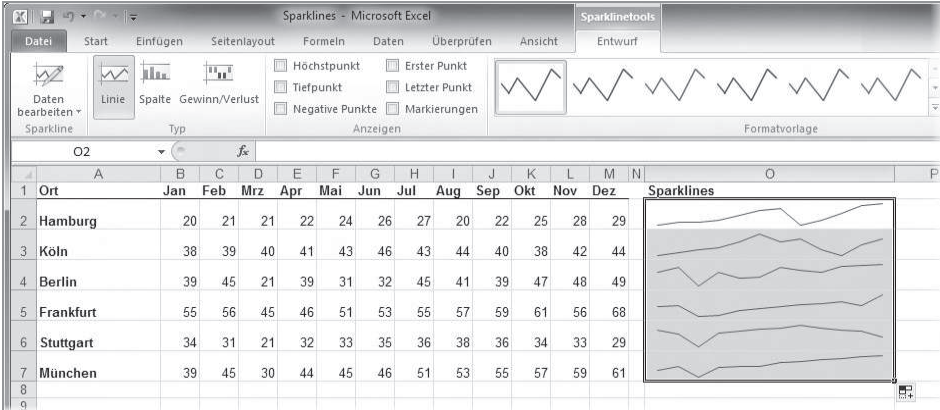 Sparklines - Microsoft Excel
Sparklinetools
Datei Start Einfügen Seitenlayout Formeln Daten Überprüfen Ansicht Entwurf
Daten bearbeiten
Linie Spalte Gewinn/Verlust
Höchstpunkt Erster Punkt
Tiefpunkt Letzter Punkt
Negative Punkte Markierungen
Sparkline Typ Anzeigen Formatvorlage
O2 fx
A B C D E F G H I J K L M N O P
1 Ort Jan Feb Mrz Apr Mai Jun Jul Aug Sep Okt Nov Dez Sparklines
2 Hamburg 20 21 21 22 24 26 27 20 22 25 28 29
3 Köln 38 39 40 41 43 46 43 44 40 38 42 44
4 Berlin 39 45 21 39 31 32 45 41 39 47 48 49
5 Frankfurt 55 56 45 46 51 53 55 57 59 61 56 68
6 Stuttgart 34 31 21 32 33 35 36 38 36 34 33 29
7 München 39 45 30 44 45 46 51 53 55 57 59 61
8
9